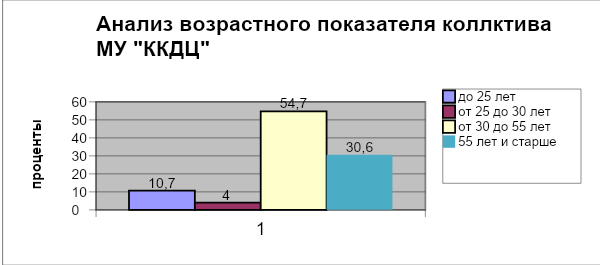 Анализ возрастного показателя коллктива
МУ "ККДЦ"
проценты
60
50
40
30
20
10
0
10,7
4
54,7
30,6
1
до 25 лет
от 25 до 30 лет
от 30 до 55 лет
55 лет и старше